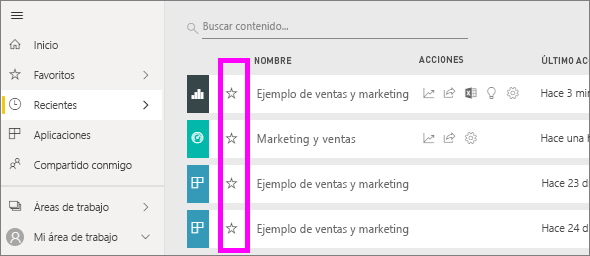 Buscar contenido...
Inicio
Favoritos
Recientes
Aplicaciones
Compartido conmigo
Áreas de trabajo
Mi área de trabajo
NOMBRE ACCIONES ÚLTIMO AC
Ejemplo de ventas y marketing Hace 3 min
Marketing y ventas Hace una h
Ejemplo de ventas y marketing Hace 23 d
Ejemplo de ventas y marketing Hace 24 d